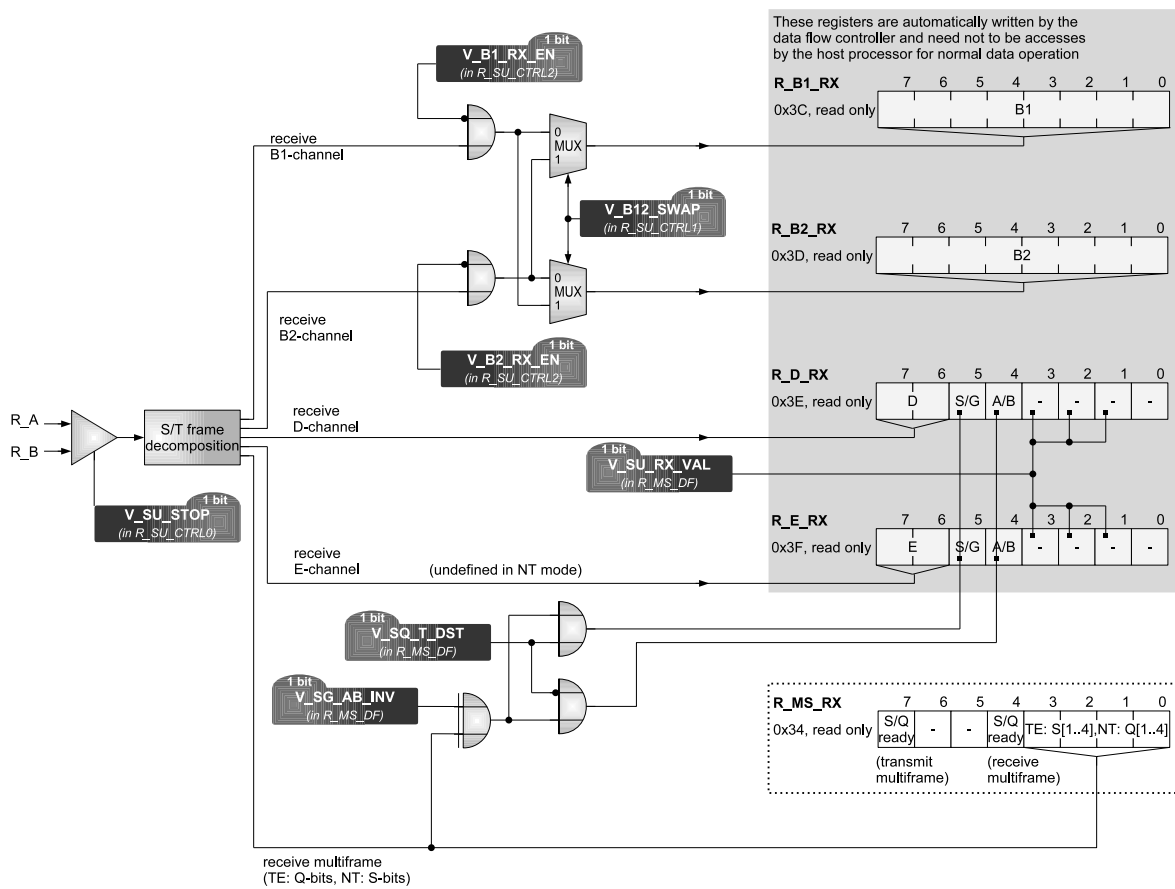 These registers are automatically written by the
data flow controller and need not to be accesses
by the host processor for normal data operation
1 bit
V_B1_RX_EN
(in R_SU_CTRL2)
R_B1_RX 7 6 5 4 3 2 1 0
0x3C, read only B1
receive
B1-channel
0
MUX
1
1 bit
V_B12_SWAP
(in R_SU_CTRL1)
R_B2_RX 7 6 5 4 3 2 1 0
0x3D, read only B2
0
MUX
1
receive
B2-channel
1 bit
V_B2_RX_EN
(in R_SU_CTRL2)
R_D_RX 7 6 5 4 3 2 1 0
0x3E, read only D S/G A/B - - - -
R_A
R_B
S/T frame
decomposition
receive
D-channel
1 bit
V_SU_RX_VAL
(in R_MS_DF)
1 bit
V_SU_STOP
(in R_SU_CTRL0)
R_E_RX 7 6 5 4 3 2 1 0
0x3F, read only E S/G A/B - - - -
receive
E-channel (undefined in NT mode)
1 bit
V_SQ_T_DST
(in R_MS_DF)
1 bit
V_SG_AB_INV
(in R_MS_DF)
R_MS_RX 7 6 5 4 3 2 1 0
0x34, read only S/Q ready - - S/Q ready TE: S[1..4],NT: Q[1..4]
(transmit multiframe) (receive multiframe)
receive multiframe
(TE: Q-bits, NT: S-bits)